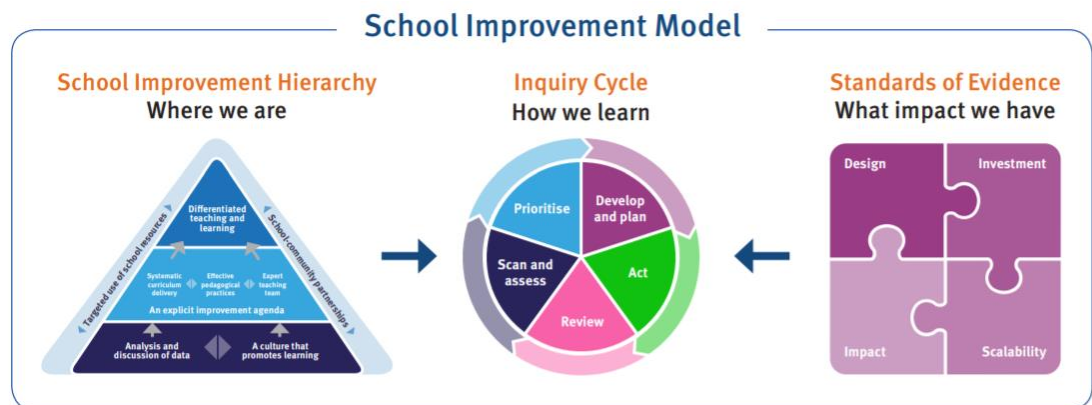 School Improvement Model
School Improvement Hierarchy
Where we are
Differentiated
teaching and
learning
Targeted use of school resources
School-community partnerships
Systematic
curriculum
delivery
Effective
pedagogical
practices
Expert
teaching
team
An explicit improvement agenda
Analysis and
discussion of data
A culture that
promotes learning
Inquiry Cycle
How we learn
Prioritise
Develop
and plan
Scan and
assess
Act
Review
Standards of Evidence
What impact we have
Design
Investment
Impact
Scalability